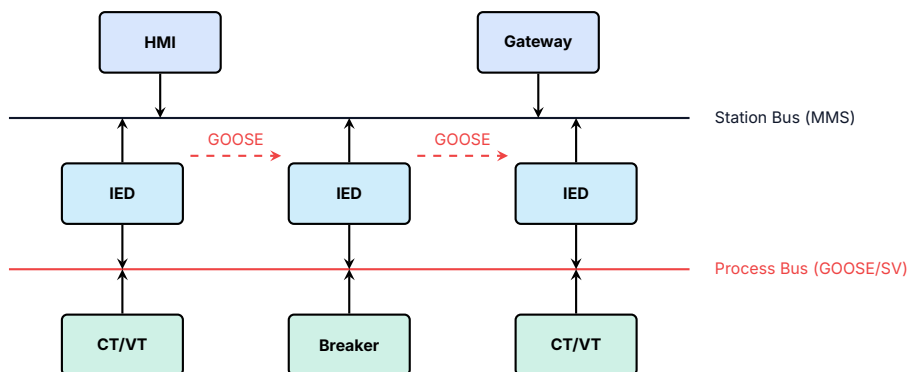 HMI
Gateway
Station Bus (MMS)
GOOSE
GOOSE
IED
IED
IED
Process Bus (GOOSE/SV)
CT/VT
Breaker
CT/VT